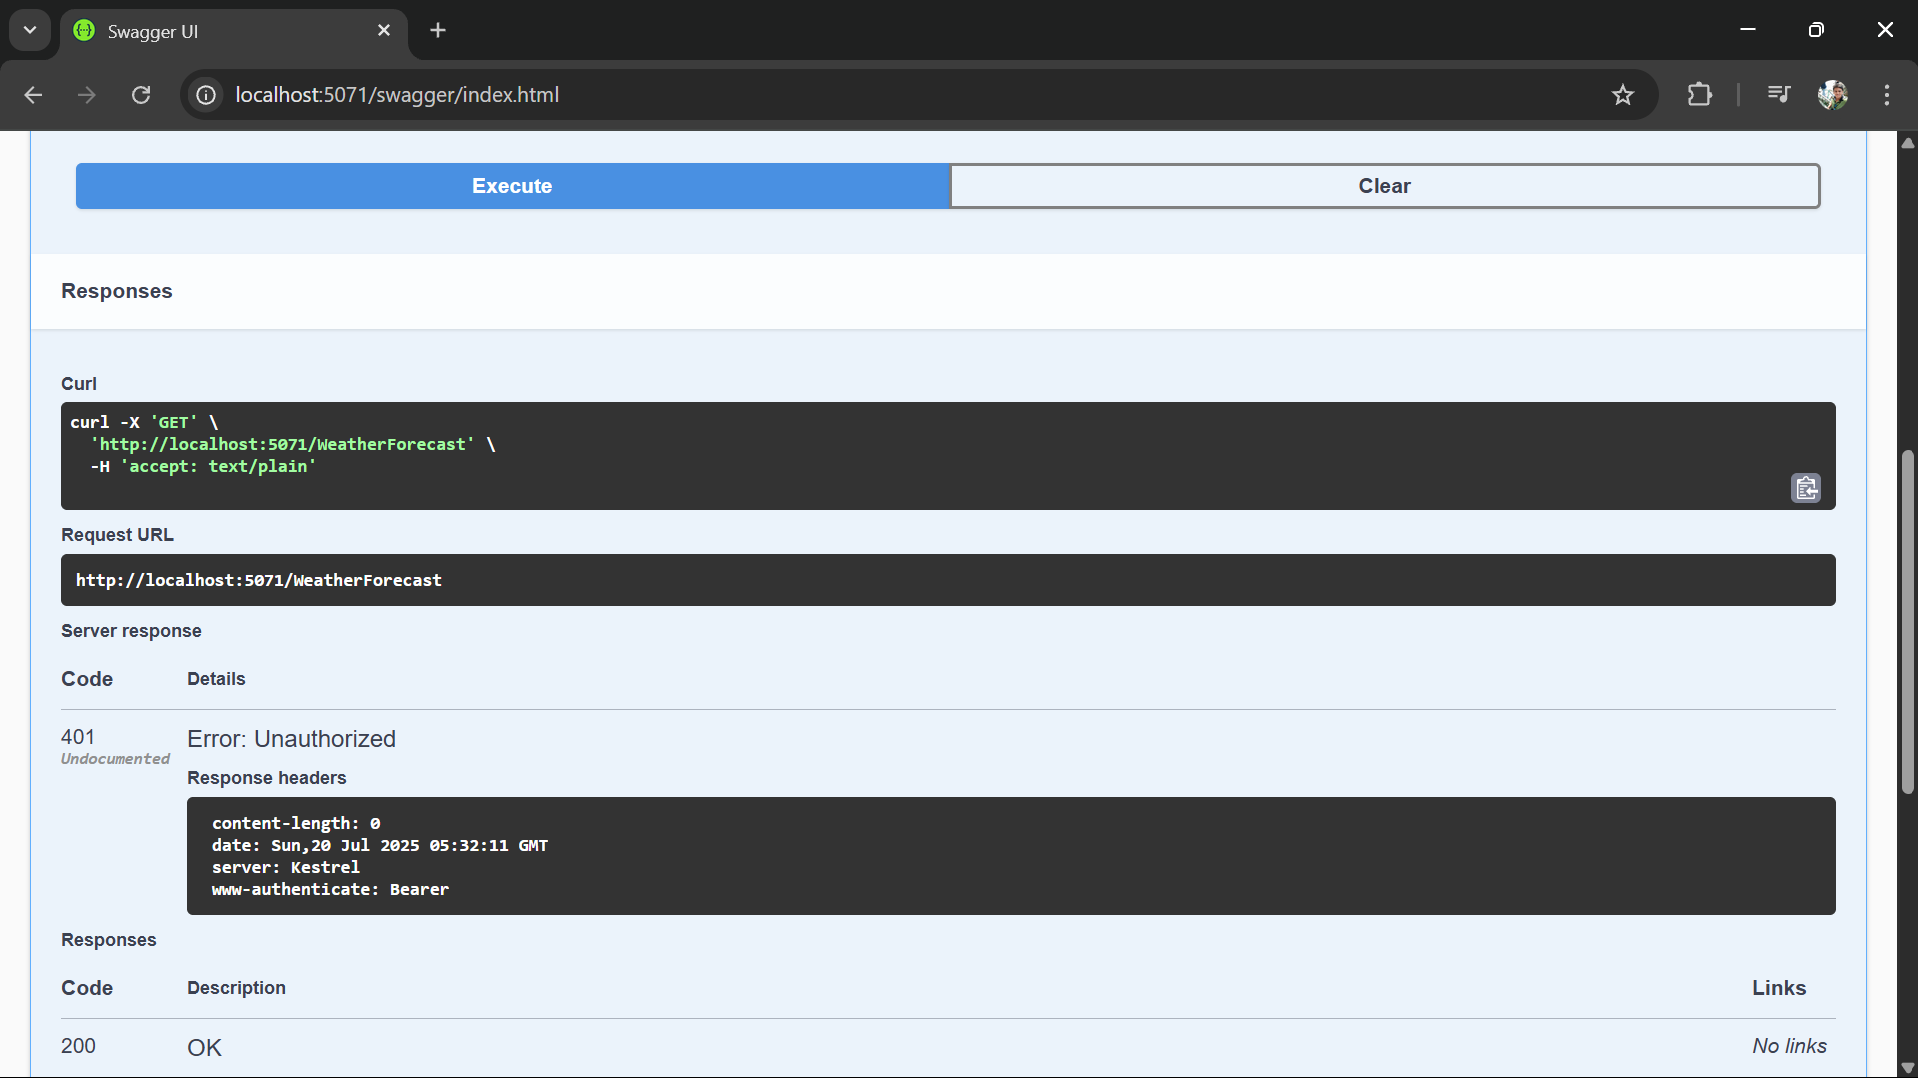 Swagger UI
localhost:5071/swagger/index.html
Execute
Clear
Responses
Curl
curl -X 'GET' \
'http://localhost:5071/WeatherForecast' \
-H 'accept: text/plain'
Request URL
http://localhost:5071/WeatherForecast
Server response
Code Details
401 Error: Unauthorized
Undocumented
Response headers
content-length: 0
date: Sun,20 Jul 2025 05:32:11 GMT
server: Kestrel
www-authenticate: Bearer
Responses
Code Description Links
200 OK No links